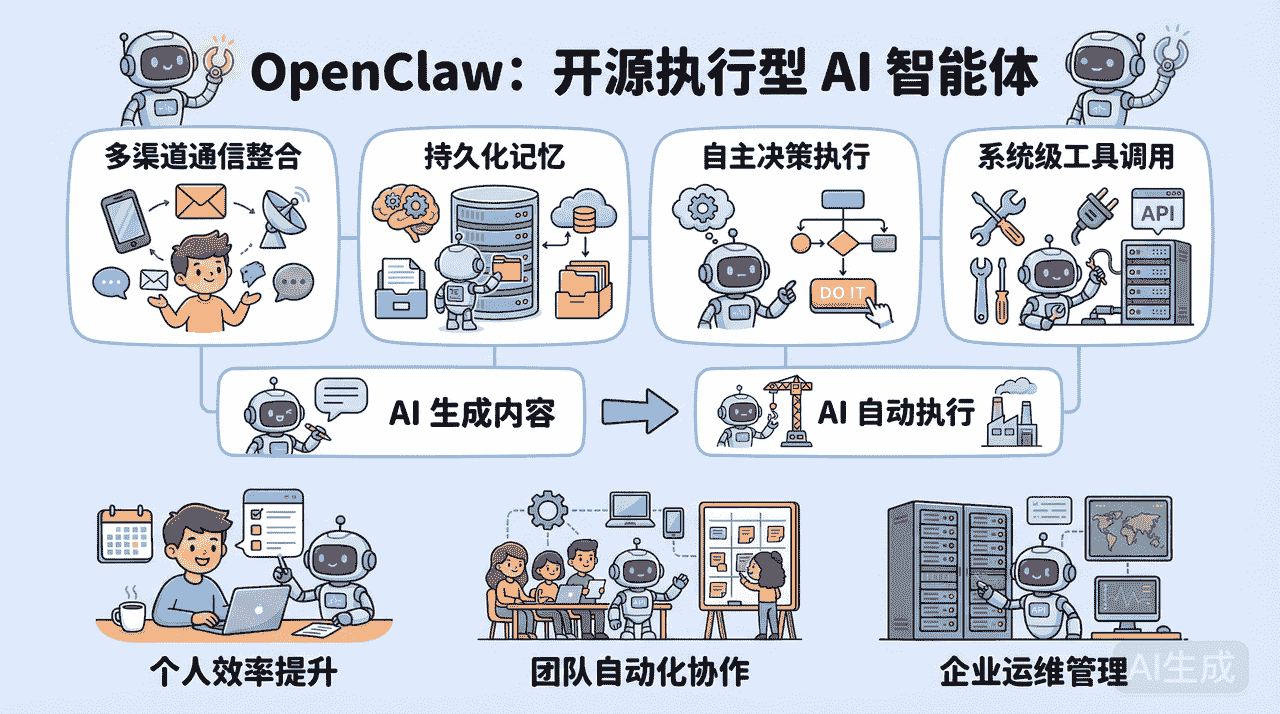 OpenClaw：开源执行型 AI 智能体
多渠道通信整合
持久化记忆
自主决策执行
系统级工具调用
API
DO IT
AI 生成内容
AI 自动执行
API
API
个人效率提升
团队自动化协作
企业运维管理
AI生成